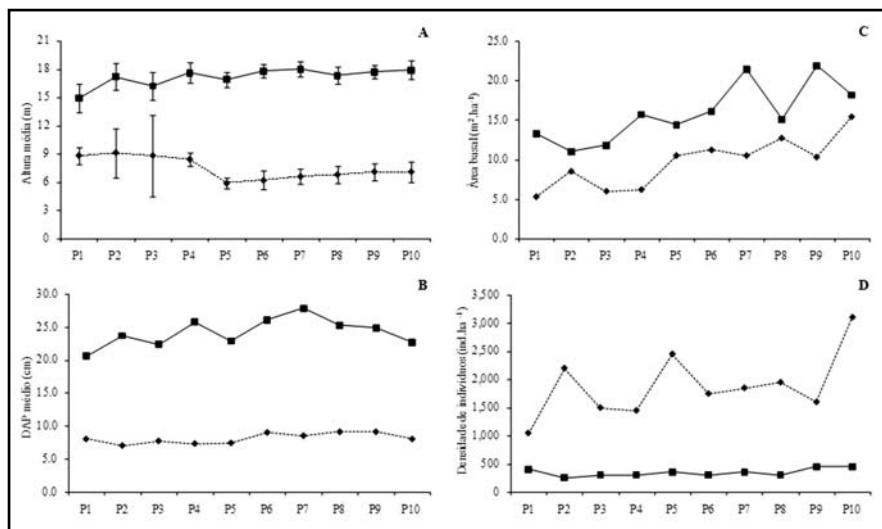 A
Altura média (m)
21
18
15
12
9
6
3
0
P1 P2 P3 P4 P5 P6 P7 P8 P9 P10
C
Área basal (m².ha⁻¹)
25.0
20.0
15.0
10.0
5.0
0.0
P1 P2 P3 P4 P5 P6 P7 P8 P9 P10
B
DAP médio (cm)
30.0
25.0
20.0
15.0
10.0
5.0
0.0
P1 P2 P3 P4 P5 P6 P7 P8 P9 P10
D
Densidade de indivíduos (ind.ha⁻¹)
3,500
3,000
2,500
2,000
1,500
1,000
500
0
P1 P2 P3 P4 P5 P6 P7 P8 P9 P10